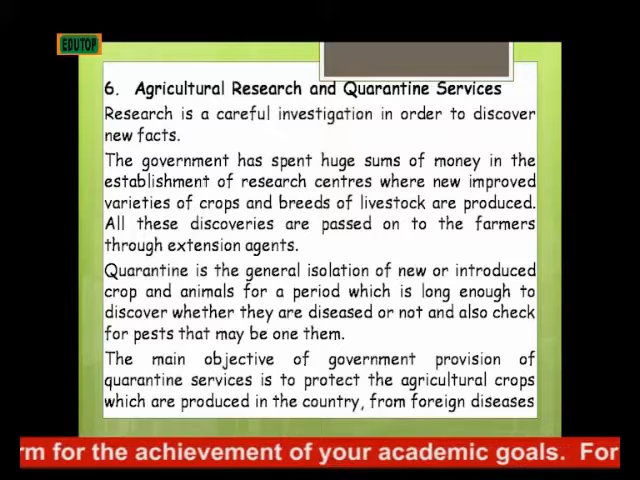 EDUTOP
6. Agricultural Research and Quarantine Services
Research is a careful investigation in order to discover
new facts.
The government has spent huge sums of money in the
establishment of research centres where new improved
varieties of crops and breeds of livestock are produced.
All these discoveries are passed on to the farmers
through extension agents.
Quarantine is the general isolation of new or introduced
crop and animals for a period which is long enough to
discover whether they are diseased or not and also check
for pests that may be one them.
The main objective of government provision of
quarantine services is to protect the agricultural crops
which are produced in the country, from foreign diseases
rm for the achievement of your academic goals. For